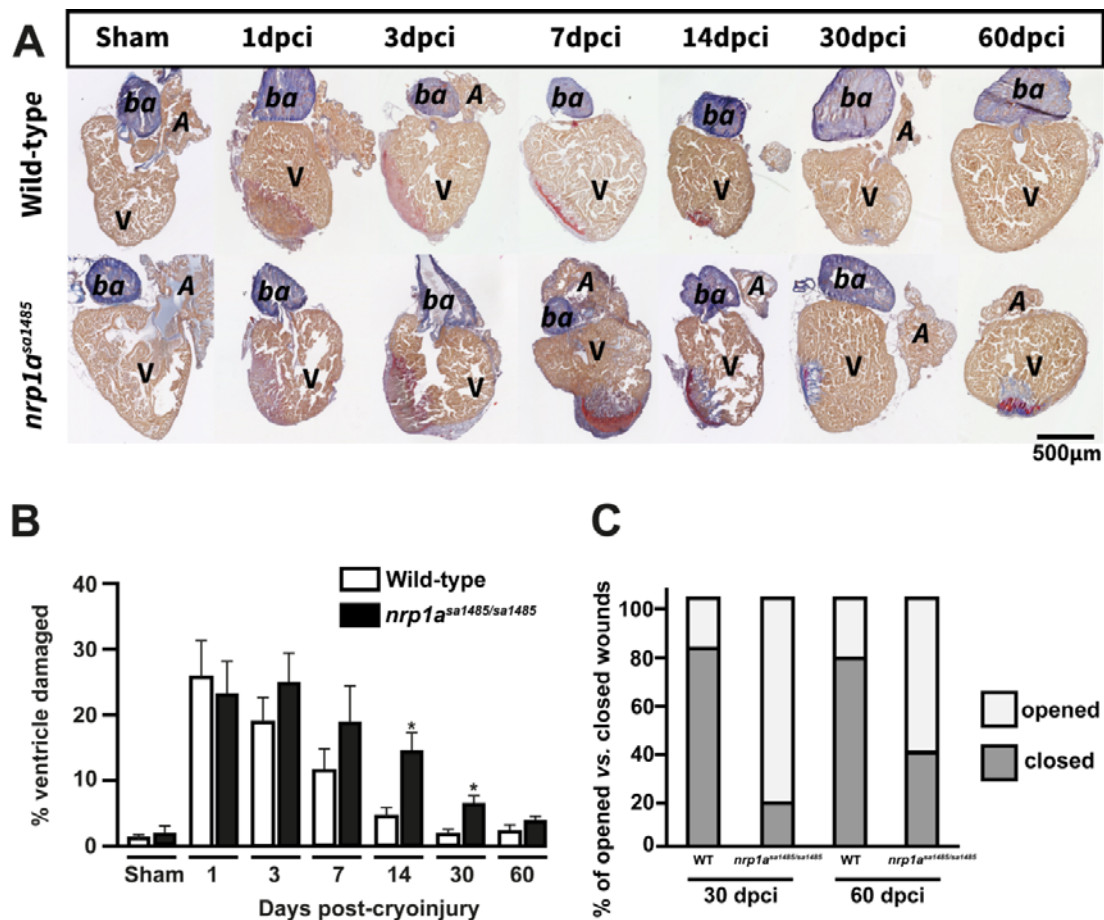 A
Sham 1dpci 3dpci 7dpci 14dpci 30dpci 60dpci
Wild-type
ba A V
ba V
ba A V
ba V
ba V
A V
ba V
nrp1a^sa1485
ba A V
ba V
ba V
A ba V
ba A V
ba A V
A V
500µm
B
% ventricle damaged
40
30
20
10
0
Wild-type
nrp1a^sa1485/sa1485
*
*
Sham 1 3 7 14 30 60
Days post-cryoinjury
C
% of opened vs. closed wounds
100
80
60
40
20
0
WT nrp1a^sa1485/sa1485 WT nrp1a^sa1485/sa1485
30 dpci 60 dpci
opened
closed